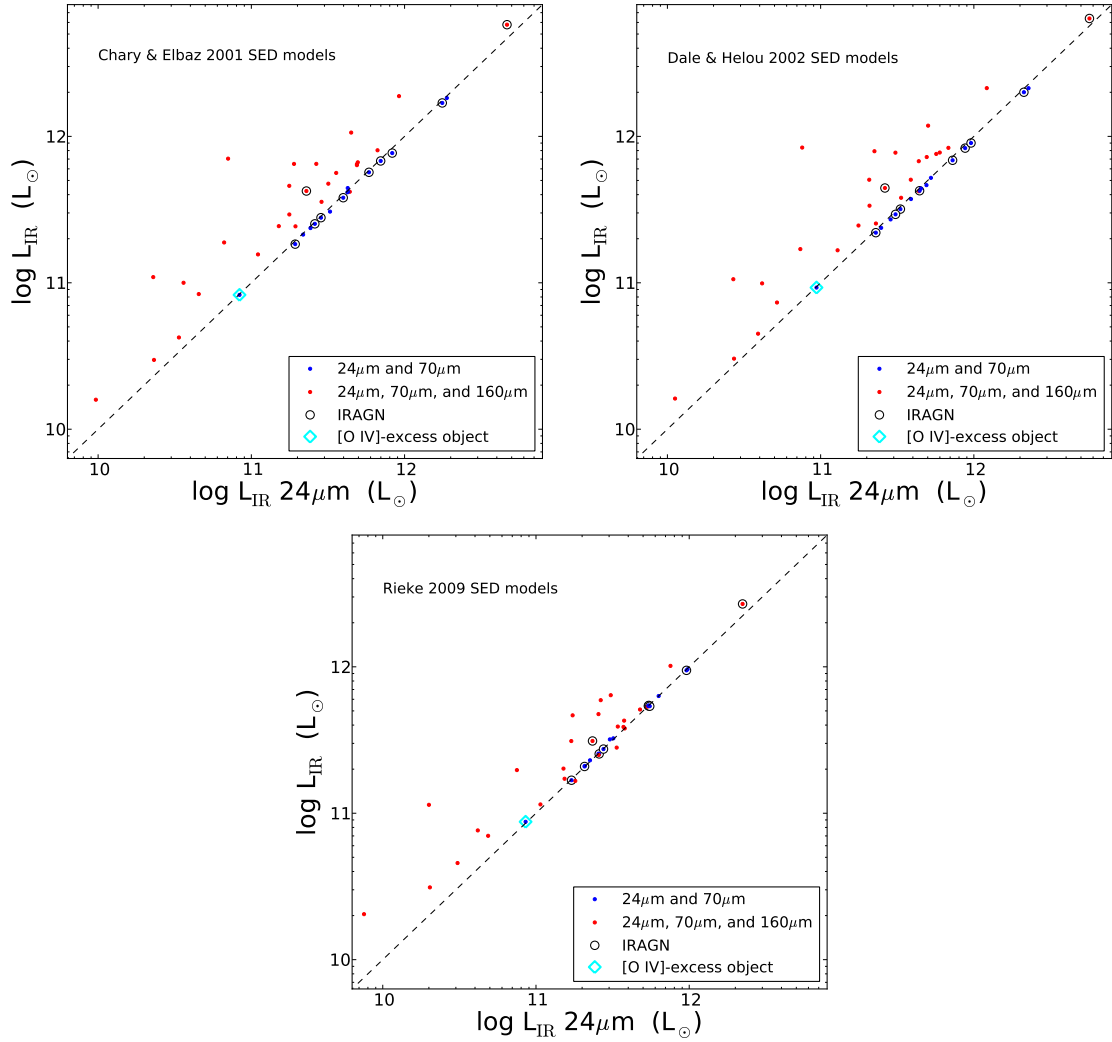 Chary & Elbaz 2001 SED models
12
11
10
log L_IR (L_⊙)
24μm and 70μm
24μm, 70μm, and 160μm
IRAGN
[O IV]-excess object
10 11 12
log L_IR 24μm (L_⊙)
Dale & Helou 2002 SED models
12
11
10
log L_IR (L_⊙)
24μm and 70μm
24μm, 70μm, and 160μm
IRAGN
[O IV]-excess object
10 11 12
log L_IR 24μm (L_⊙)
Rieke 2009 SED models
12
11
10
log L_IR (L_⊙)
24μm and 70μm
24μm, 70μm, and 160μm
IRAGN
[O IV]-excess object
10 11 12
log L_IR 24μm (L_⊙)